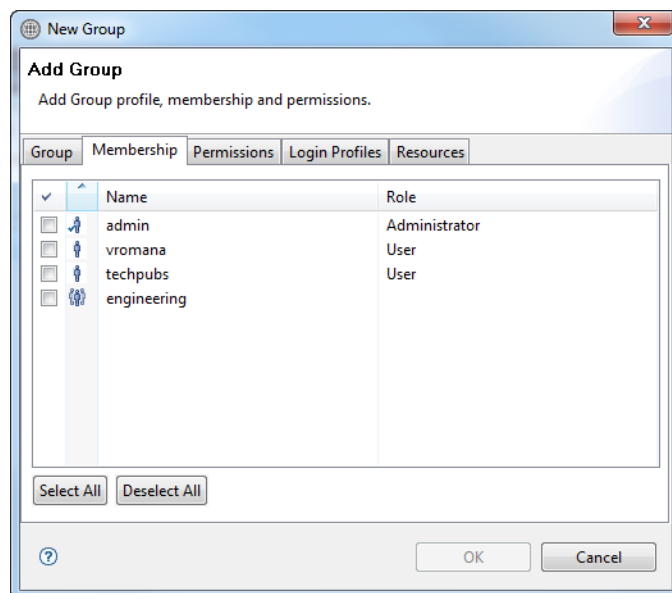 New Group
Add Group
Add Group profile, membership and permissions.
Group Membership Permissions Login Profiles Resources
Name Role
admin Administrator
vromana User
techpubs User
engineering
Select All Deselect All
? OK Cancel